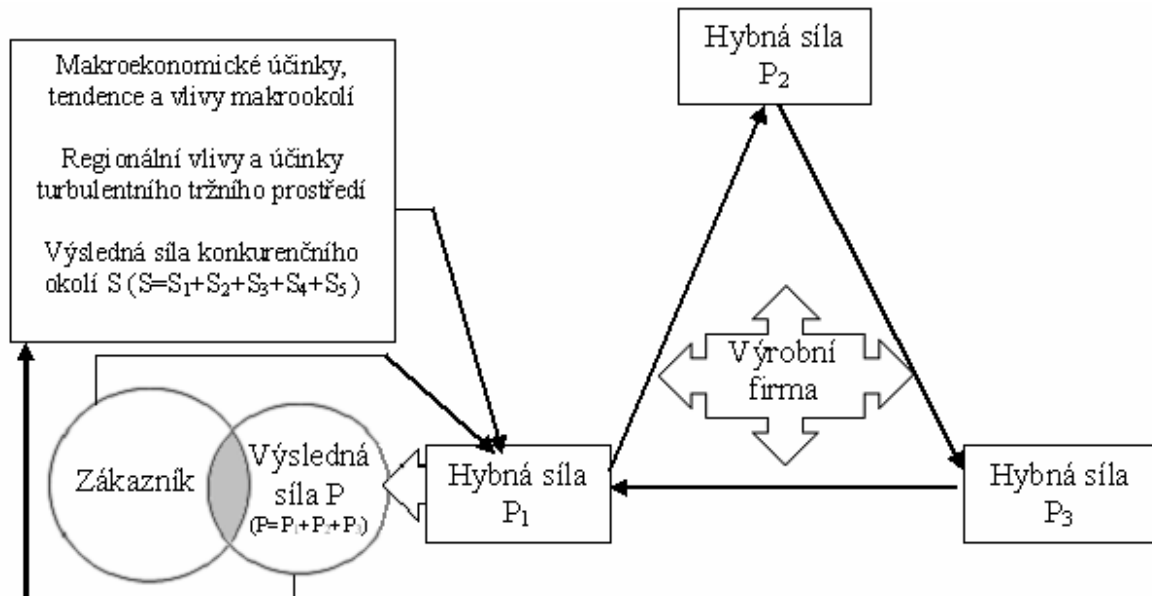 Makroekonomické účinky,
tendence a vlivy makrookolí
Regionální vlivy a účinky
turbulentního tržního prostředí
Výsledná síla konkurenčního
okolí S (S=S₁+S₂+S₃+S₄+S₅)
Hybná síla
P₂
Výrobní
firma
Zákazník
Výsledná
síla P
(P=P₁+P₂+P₃)
Hybná síla
P₁
Hybná síla
P₃